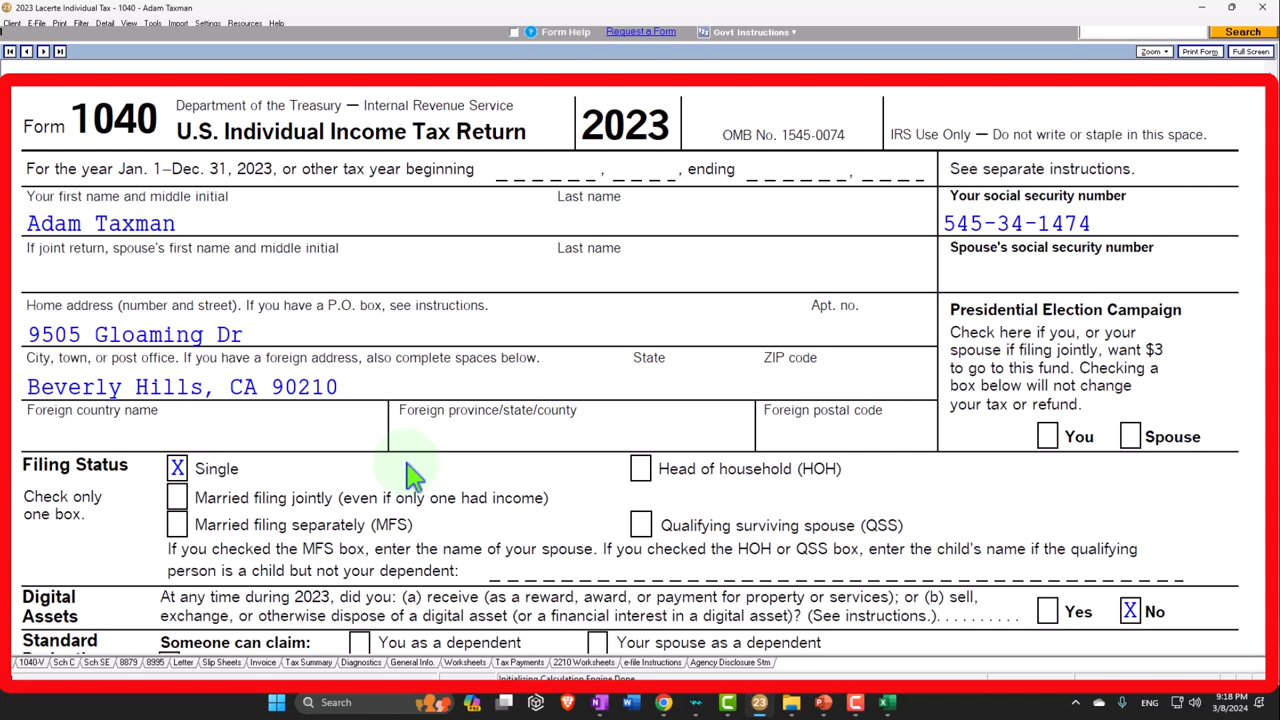 2023 Lacerte Individual Tax - 1040 - Adam Taxman
Client E-File Print Filter Detail View Tools Import Settings Resources Help
? Form Help Request a Form Govt Instructions Search
Zoom Print Form Full Screen
Form 1040 Department of the Treasury — Internal Revenue Service
U.S. Individual Income Tax Return 2023 OMB No. 1545-0074 IRS Use Only — Do not write or staple in this space.
For the year Jan. 1–Dec. 31, 2023, or other tax year beginning _ _ _ _ _ _ , _ _ _ _ , ending _ _ _ _ _ _ , _ _ _ _ See separate instructions.
Your first name and middle initial Last name Your social security number
Adam Taxman 545-34-1474
If joint return, spouse's first name and middle initial Last name Spouse's social security number
Home address (number and street). If you have a P.O. box, see instructions. Apt. no.
9505 Gloaming Dr
City, town, or post office. If you have a foreign address, also complete spaces below. State ZIP code
Beverly Hills, CA 90210
Foreign country name Foreign province/state/county Foreign postal code
Presidential Election Campaign
Check here if you, or your
spouse if filing jointly, want $3
to go to this fund. Checking a
box below will not change
your tax or refund.
You Spouse
Filing Status X Single Head of household (HOH)
Check only
one box.
Married filing jointly (even if only one had income)
Married filing separately (MFS) Qualifying surviving spouse (QSS)
If you checked the MFS box, enter the name of your spouse. If you checked the HOH or QSS box, enter the child's name if the qualifying
person is a child but not your dependent:
Digital
Assets
At any time during 2023, did you: (a) receive (as a reward, award, or payment for property or services); or (b) sell,
exchange, or otherwise dispose of a digital asset (or a financial interest in a digital asset)? (See instructions.). . . . . . . . . . Yes X No
Standard Someone can claim: You as a dependent Your spouse as a dependent
1040-V Sch C Sch SE 8879 8995 Letter Slip Sheets Invoice Tax Summary Diagnostics General Info. Worksheets Tax Payments 2210 Worksheets e-file Instructions Agency Disclosure Stm
Initializing Calculation Engine Done
Search 23 ENG 9:18 PM
3/8/2024